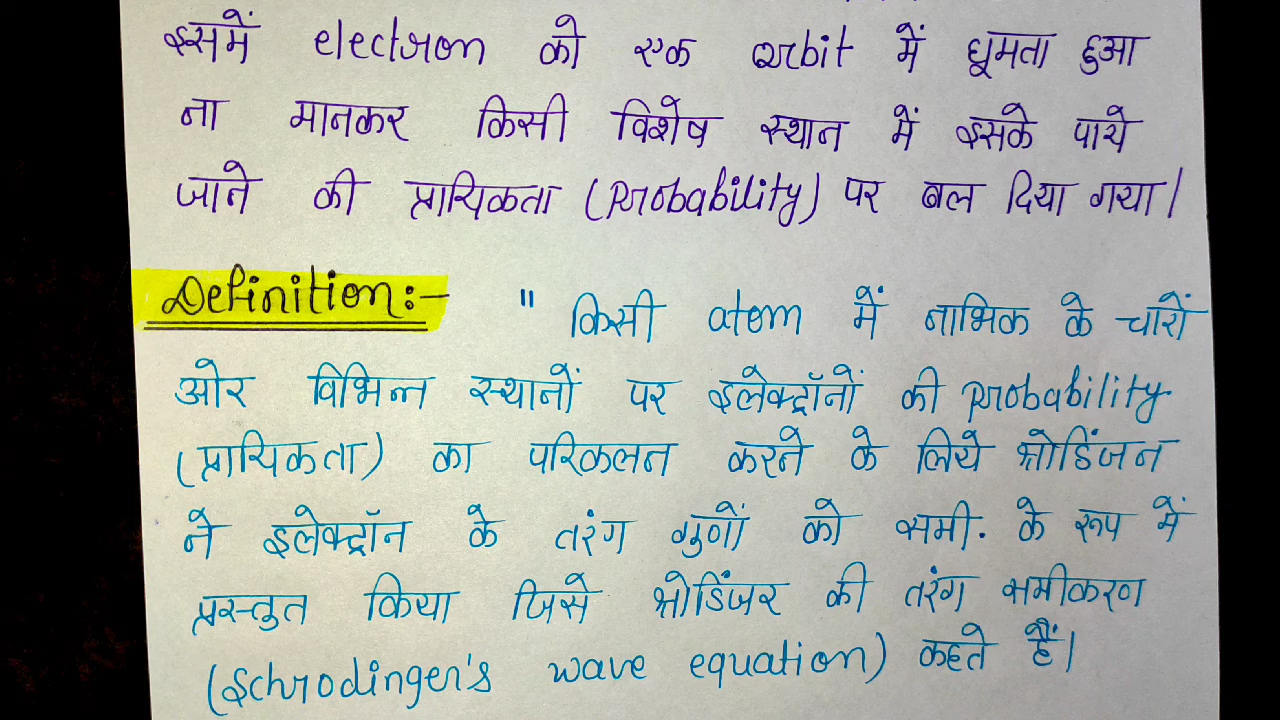 इसमें electron को एक orbit में घूमता हुआ
ना मानकर किसी विशेष स्थान में इसके पाये
जाने की प्रायिकता (Probability) पर बल दिया गया।
Definition:- " किसी atom में नाभिक के चारों
ओर विभिन्न स्थानों पर इलेक्ट्रॉनों की probability
(प्रायिकता) का परिकलन करने के लिये श्रोडिंजन
ने इलेक्ट्रॉन के तरंग गुणों को समी. के रूप में
प्रस्तुत किया जिसे श्रोडिंजर की तरंग समीकरण
(Schrodinger's wave equation) कहते हैं।